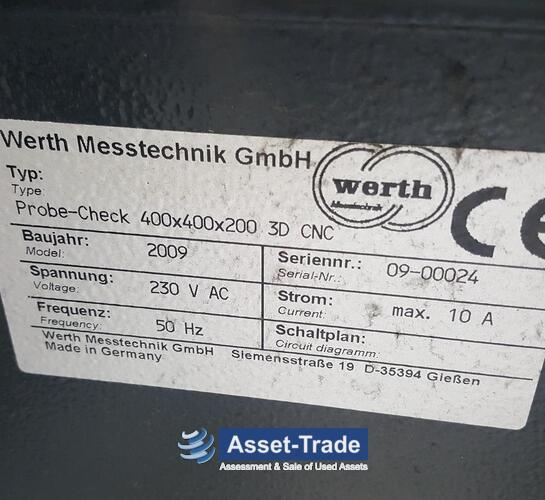 Werth Messtechnik GmbH
werth
Messtechnik
CE
Typ:
Type:
Probe-Check 400x400x200 3D CNC
Baujahr: 2009
Model:
Seriennr.: 09-00024
Serial-Nr.:
Spannung: 230 V AC
Voltage:
Strom: max. 10 A
Current:
Frequenz: 50 Hz
Frequency:
Schaltplan:
Circuit diagramm:
Werth Messtechnik GmbH Siemensstraße 19 D-35394 Gießen
Made in Germany
Asset-Trade
Assessment & Sale of Used Assets